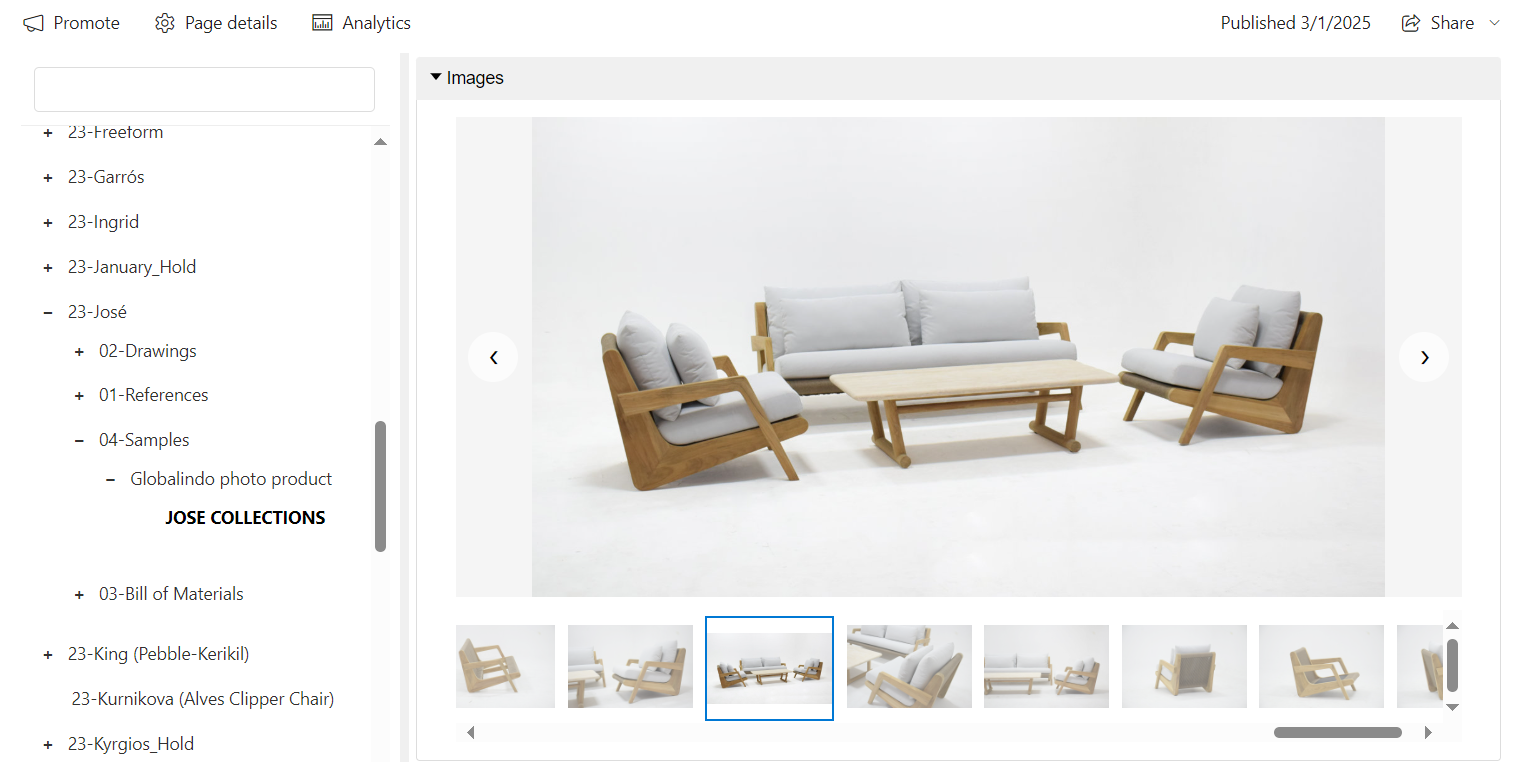 Promote Page details Analytics Published 3/1/2025 Share
Images
23-Freeform
23-Garrós
23-Ingrid
23-January_Hold
23-José
02-Drawings
01-References
04-Samples
Globalindo photo product
JOSE COLLECTIONS
03-Bill of Materials
23-King (Pebble-Kerikil)
23-Kurnikova (Alves Clipper Chair)
23-Kyrgios_Hold